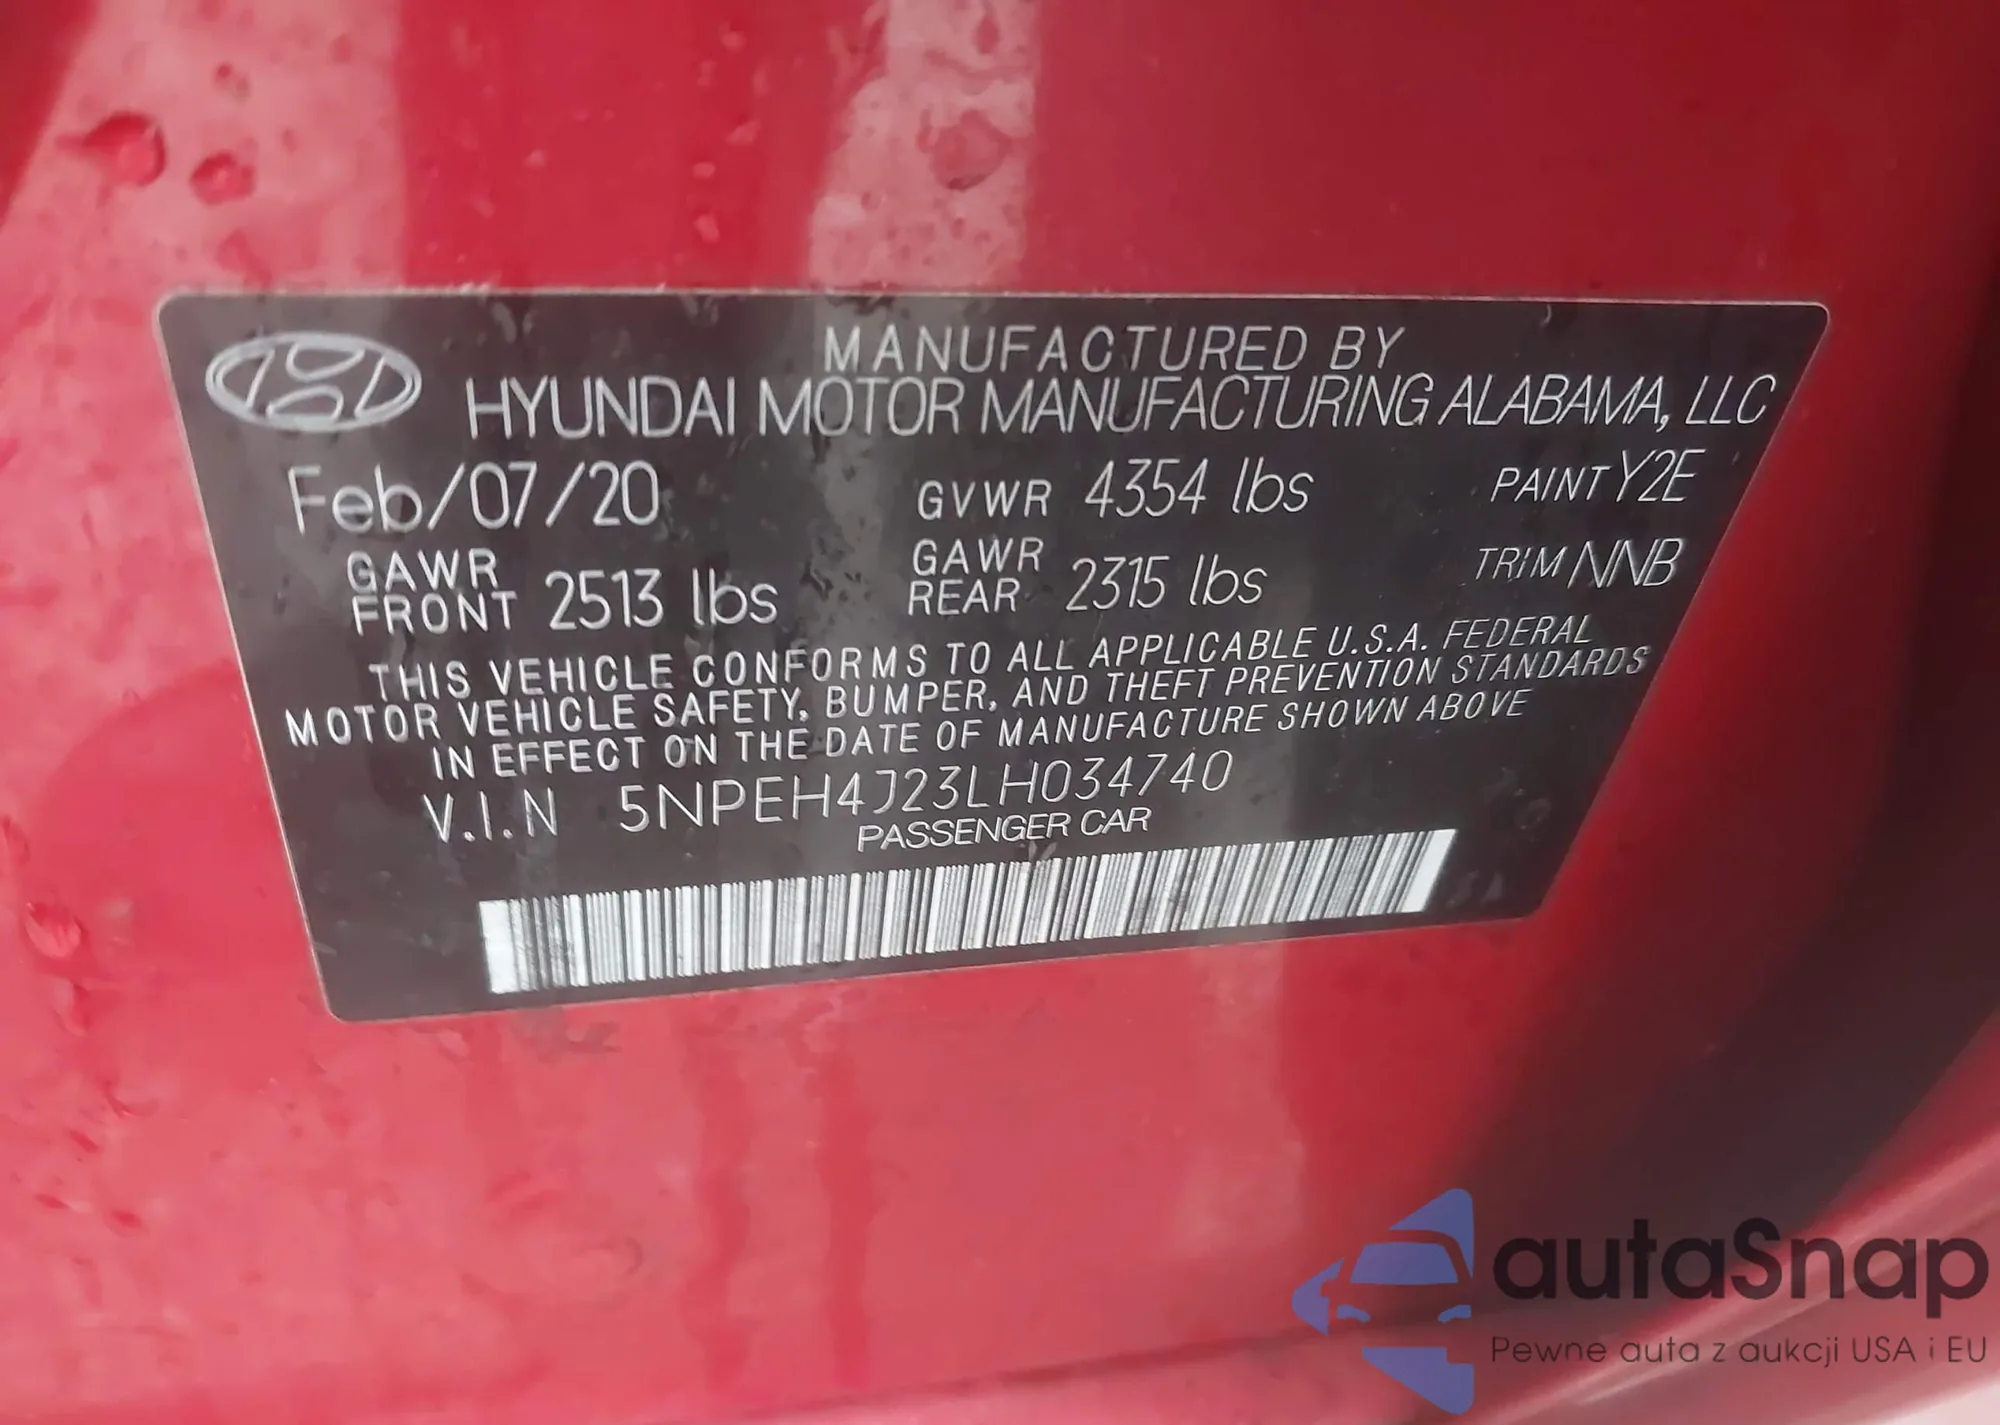 MANUFACTURED BY
HYUNDAI MOTOR MANUFACTURING ALABAMA, LLC
Feb/07/20 GVWR 4354 lbs PAINT Y2E
GAWR FRONT 2513 lbs GAWR REAR 2315 lbs TRIM NNB
THIS VEHICLE CONFORMS TO ALL APPLICABLE U.S.A. FEDERAL
MOTOR VEHICLE SAFETY, BUMPER, AND THEFT PREVENTION STANDARDS
IN EFFECT ON THE DATE OF MANUFACTURE SHOWN ABOVE
V.I.N 5NPEH4J23LH034740
PASSENGER CAR
autaSnap
Pewne auta z aukcji USA i EU